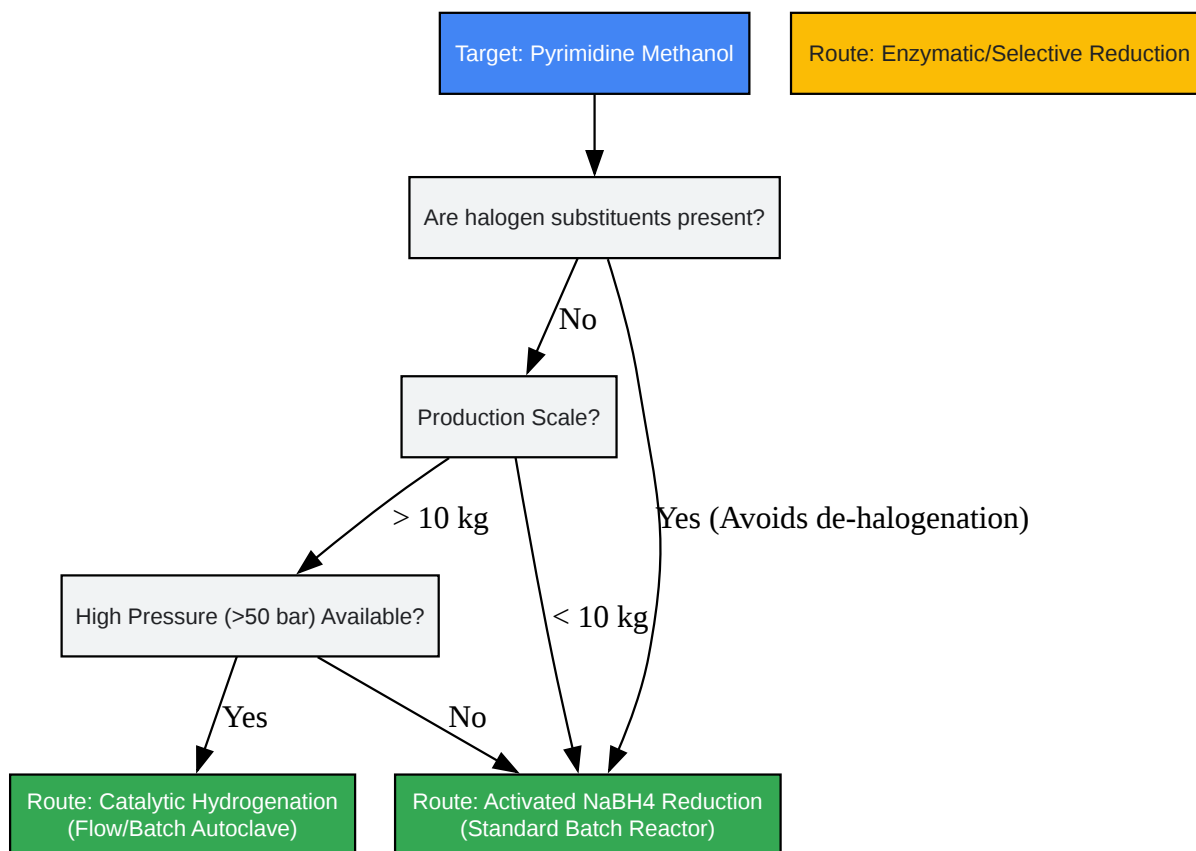 Target: Pyrimidine Methanol
Route: Enzymatic/Selective Reduction
Are halogen substituents present?
No
Production Scale?
> 10 kg
Yes (Avoids de-halogenation)
High Pressure (>50 bar) Available?
< 10 kg
Yes
No
Route: Catalytic Hydrogenation
(Flow/Batch Autoclave)
Route: Activated NaBH4 Reduction
(Standard Batch Reactor)